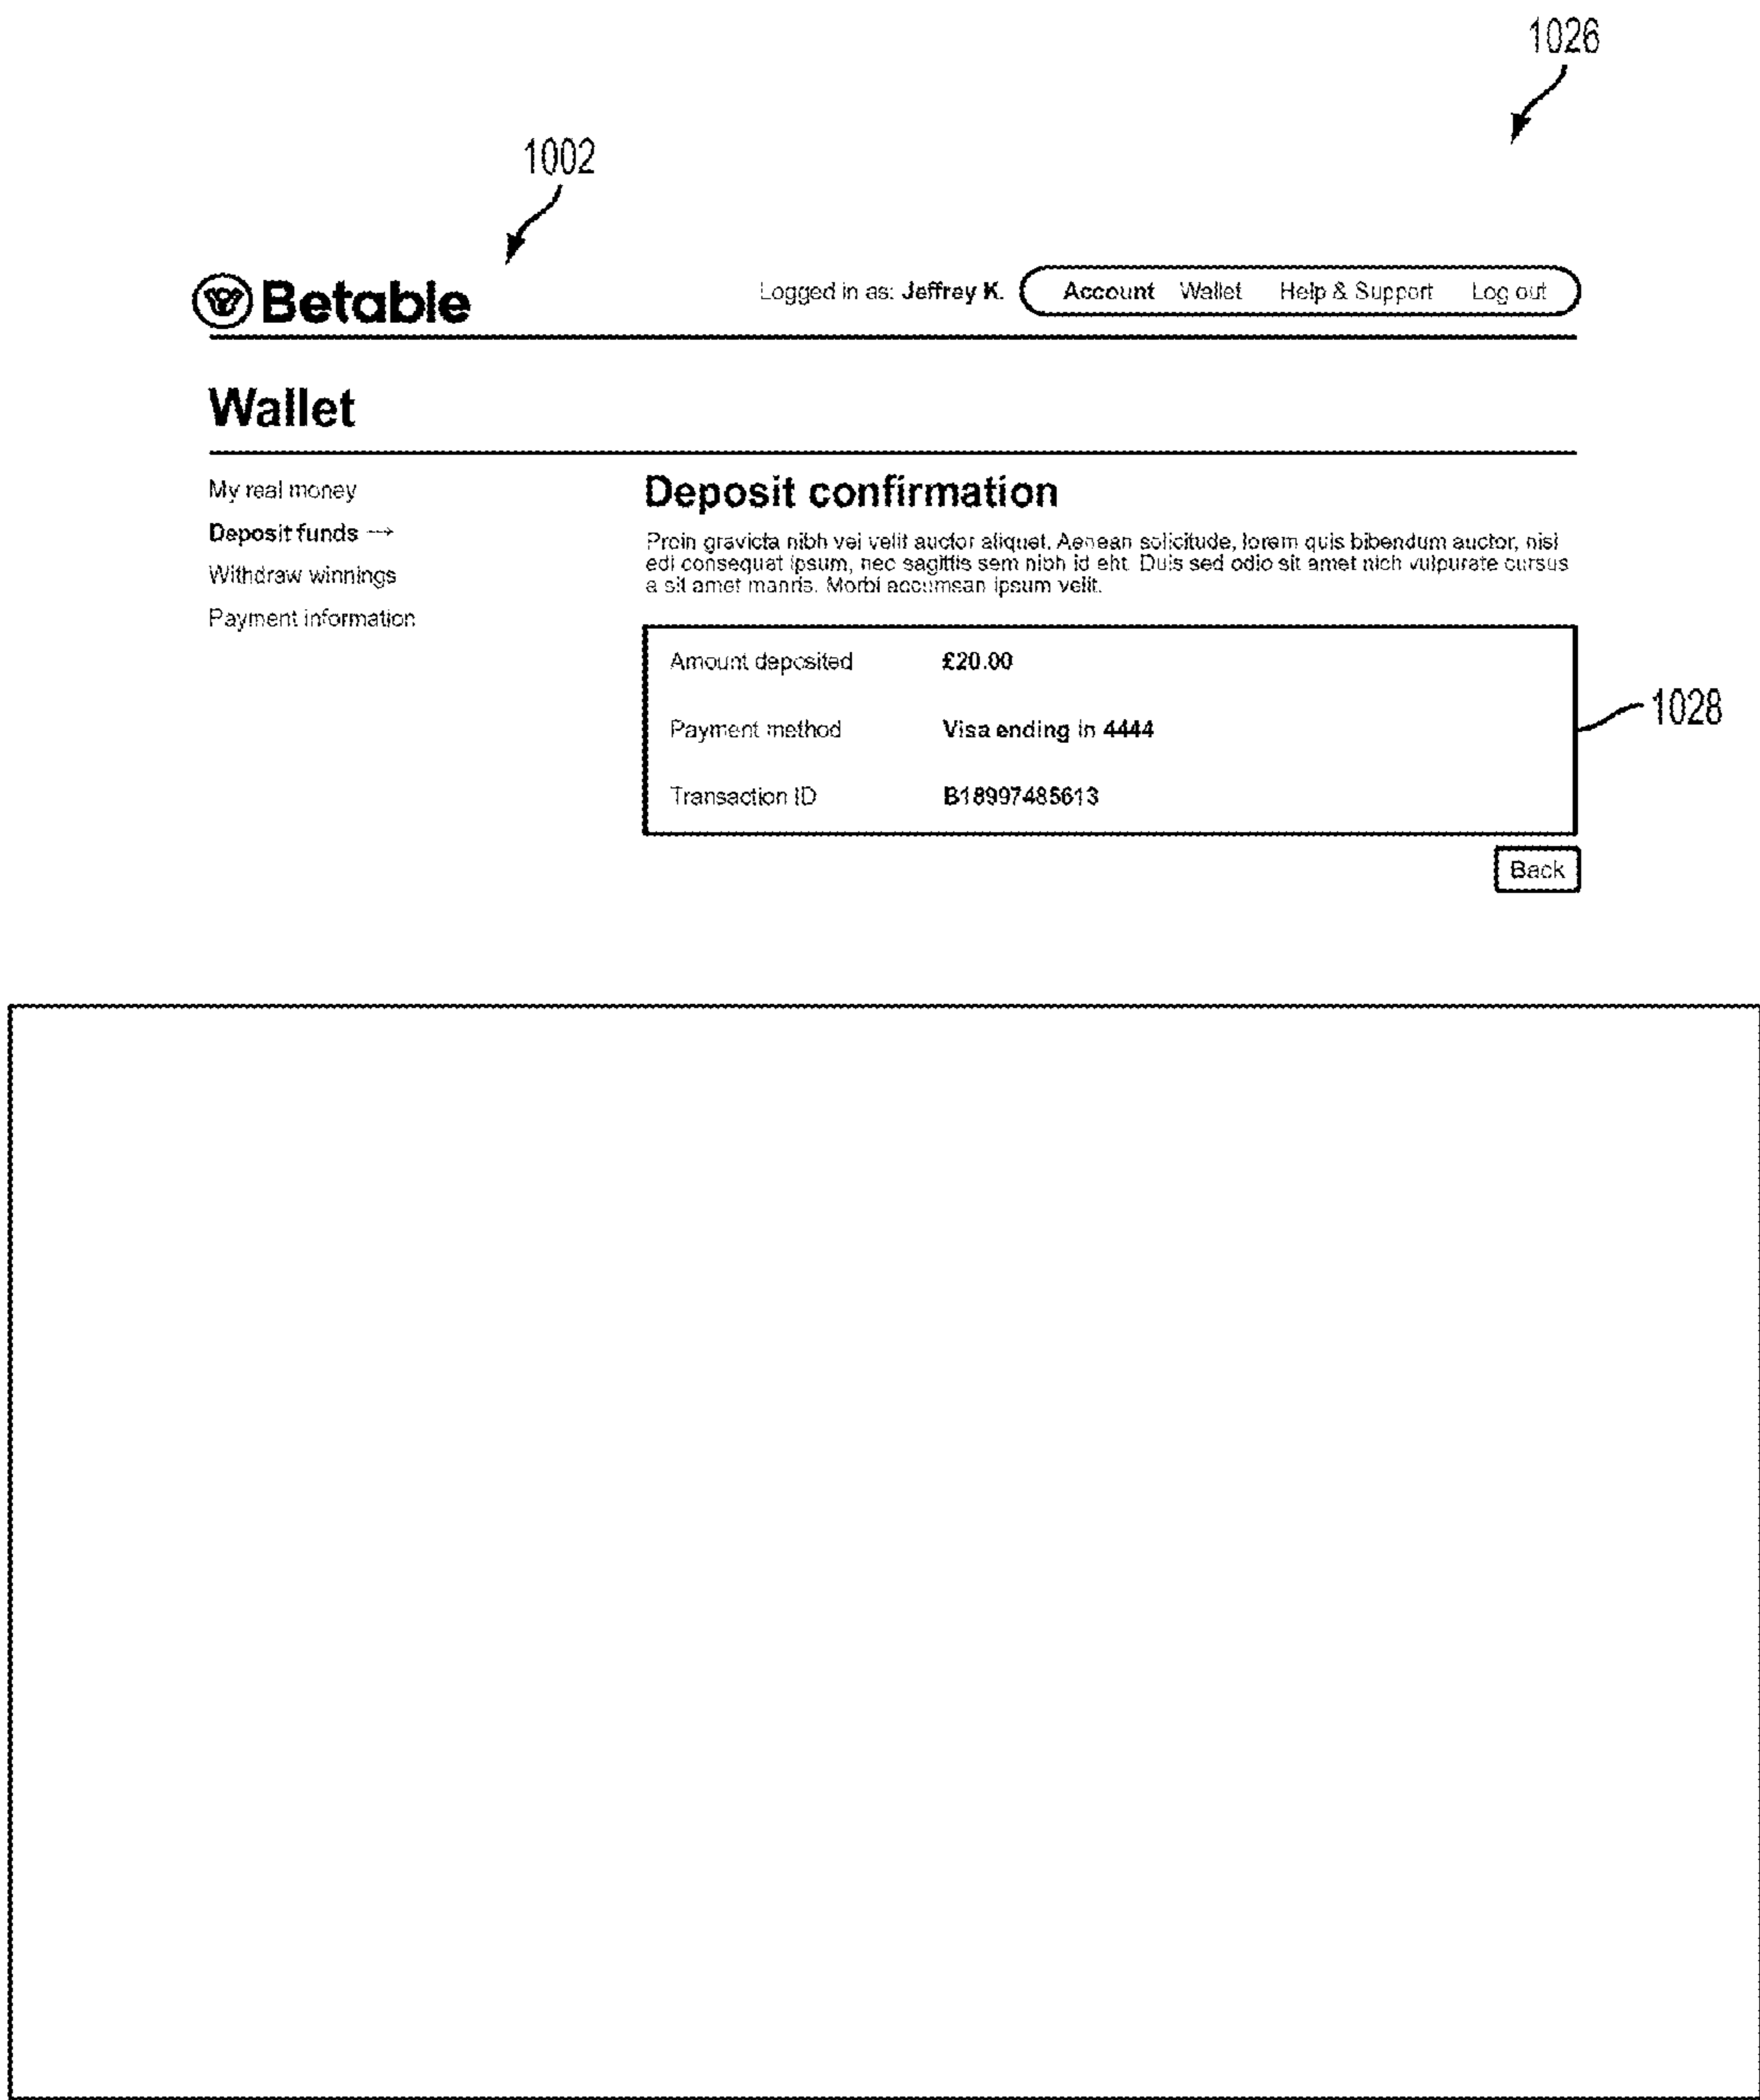 1026
1002
Betable
Logged in as: Jeffrey K. Account Wallet Help & Support Log out
Wallet
My real money
Deposit funds →
Withdraw winnings
Payment information
Deposit confirmation
Proin gravicta nibh vei velit auctor aliquet. Aenean solicitude, lorem quis bibendum auctor, nisi
edi consequat ipsum, nec sagittis sem nibh id eht. Duis sed odio sit amet nich vulpurate cursus
a sit amet manris. Morbi accumsan ipsum velit.
Amount deposited £20.00
Payment method Visa ending in 4444
Transaction ID B18997485613
1028
Back